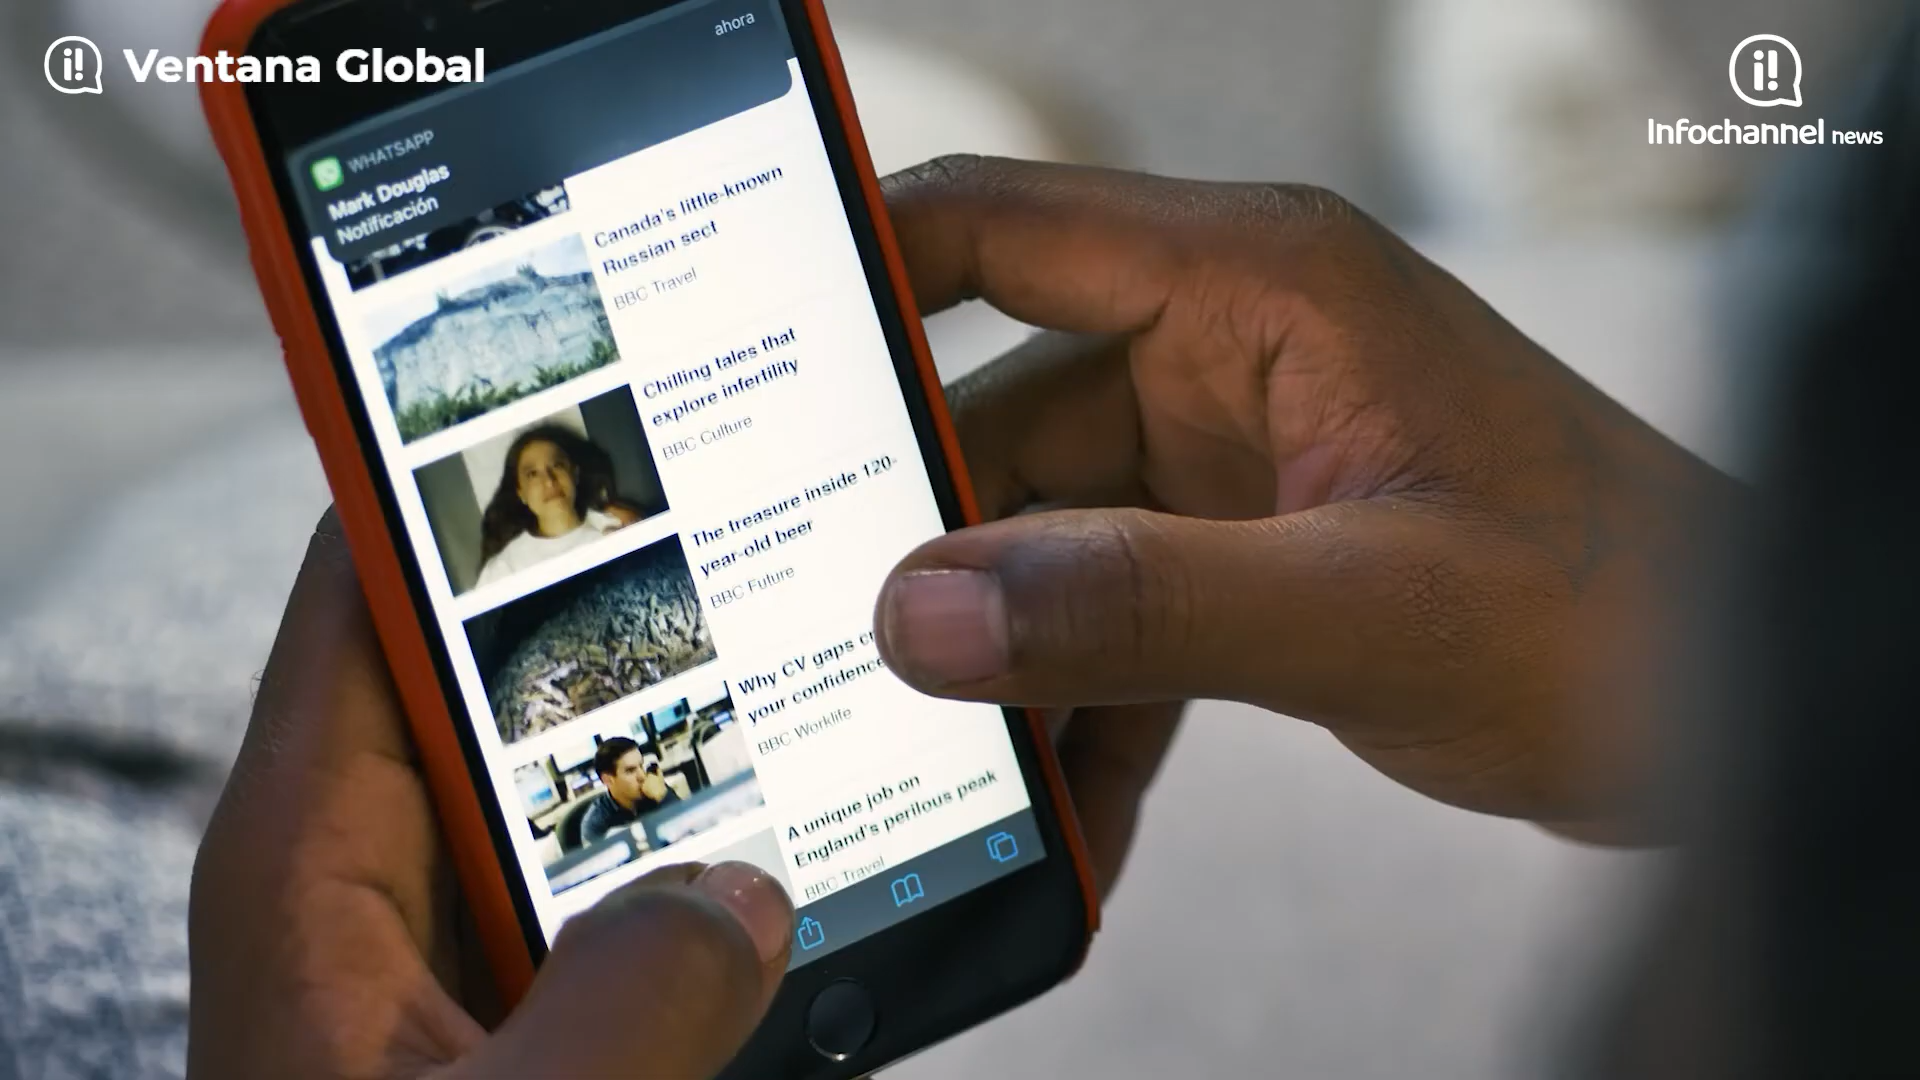 Ventana Global
Infochannel news
ahora
WHATSAPP
Mark Douglas
Notificación
Canada's little-known
Russian sect
BBC Travel
Chilling tales that
explore infertility
BBC Culture
The treasure inside 120-
year-old beer
BBC Future
Why CV gaps
your confidence
BBC Worklife
A unique job on
England's perilous peak
BBC Travel